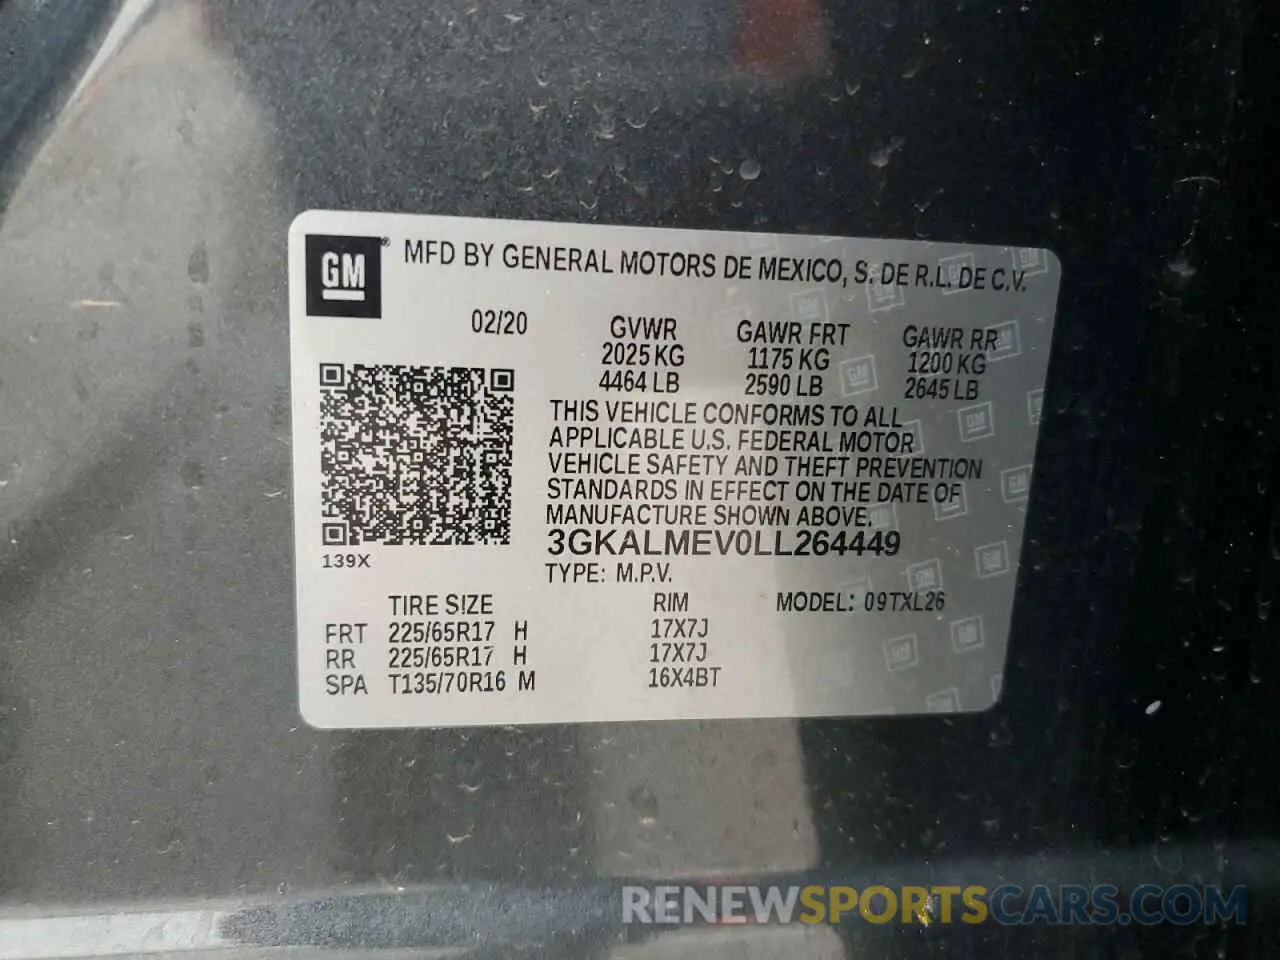 GM® MFD BY GENERAL MOTORS DE MEXICO, S. DE R.L. DE C.V.
02/20 GVWR GAWR FRT GAWR RR
2025 KG 1175 KG 1200 KG
4464 LB 2590 LB 2645 LB
THIS VEHICLE CONFORMS TO ALL
APPLICABLE U.S. FEDERAL MOTOR
VEHICLE SAFETY AND THEFT PREVENTION
STANDARDS IN EFFECT ON THE DATE OF
MANUFACTURE SHOWN ABOVE.
3GKALMEV0LL264449
139X
TYPE: M.P.V.
TIRE SIZE RIM MODEL: 09TXL26
FRT 225/65R17 H 17X7J
RR 225/65R17 H 17X7J
SPA T135/70R16 M 16X4BT
RENEWSPORTSCARS.COM